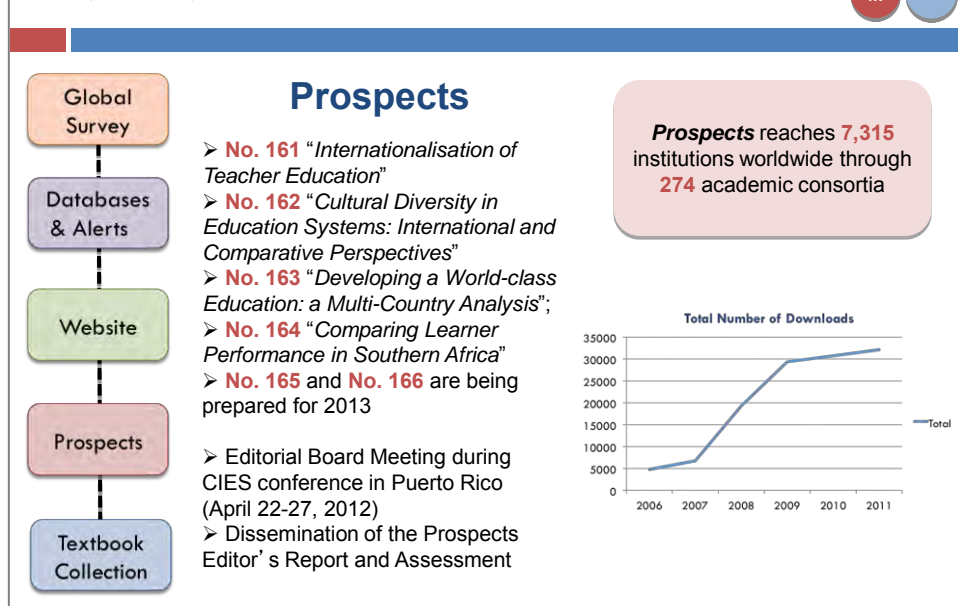 Global
Survey
Databases
& Alerts
Website
Prospects
Textbook
Collection
Prospects
➢ No. 161 “Internationalisation of
Teacher Education”
➢ No. 162 “Cultural Diversity in
Education Systems: International and
Comparative Perspectives”
➢ No. 163 “Developing a World-class
Education: a Multi-Country Analysis”;
➢ No. 164 “Comparing Learner
Performance in Southern Africa”
➢ No. 165 and No. 166 are being
prepared for 2013
➢ Editorial Board Meeting during
CIES conference in Puerto Rico
(April 22-27, 2012)
➢ Dissemination of the Prospects
Editor’s Report and Assessment
Prospects reaches 7,315
institutions worldwide through
274 academic consortia
Total Number of Downloads
35000
30000
25000
20000
15000
10000
5000
0
2006 2007 2008 2009 2010 2011
Total